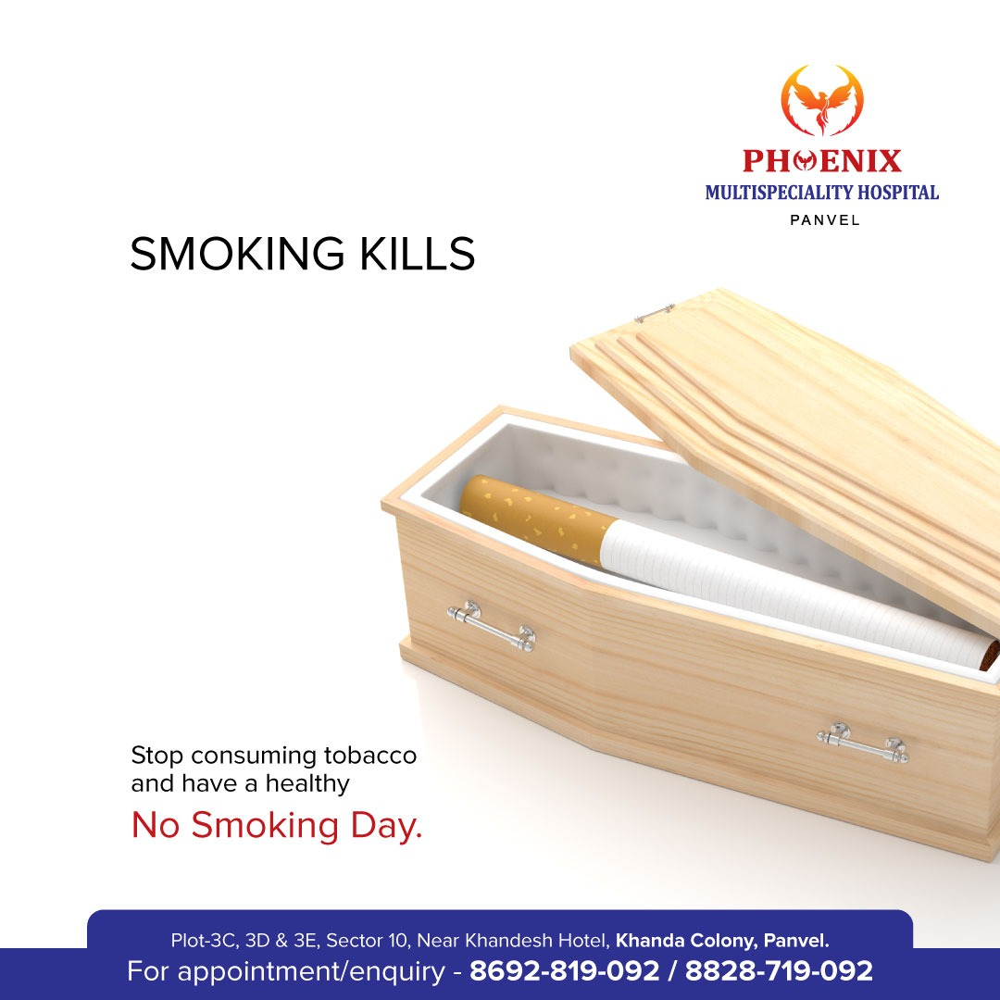 PHOENIX
MULTISPECIALITY HOSPITAL
PANVEL
SMOKING KILLS
Stop consuming tobacco
and have a healthy
No Smoking Day.
Plot-3C, 3D & 3E, Sector 10, Near Khandesh Hotel, Khanda Colony, Panvel.
For appointment/enquiry - 8692-819-092 / 8828-719-092